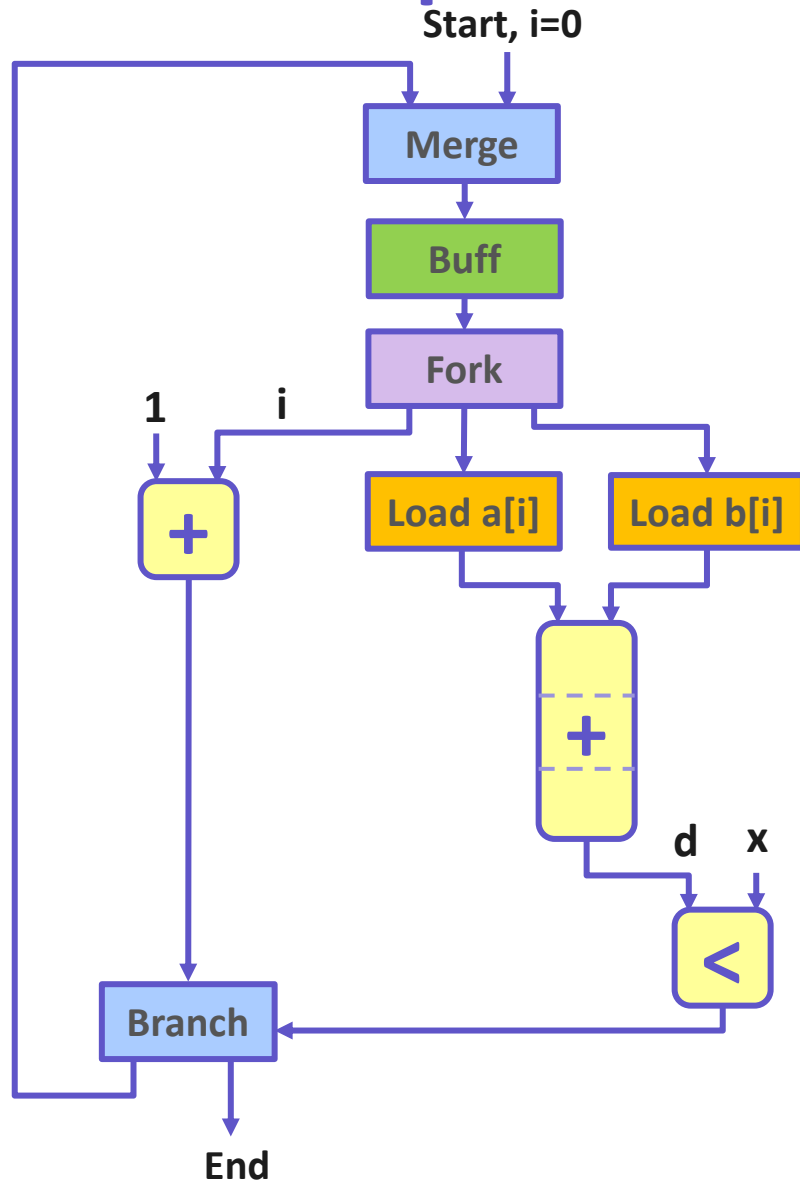 Start, i=0
Merge
Buff
Fork
1
i
+
Load a[i]
Load b[i]
+
d
x
<
Branch
End